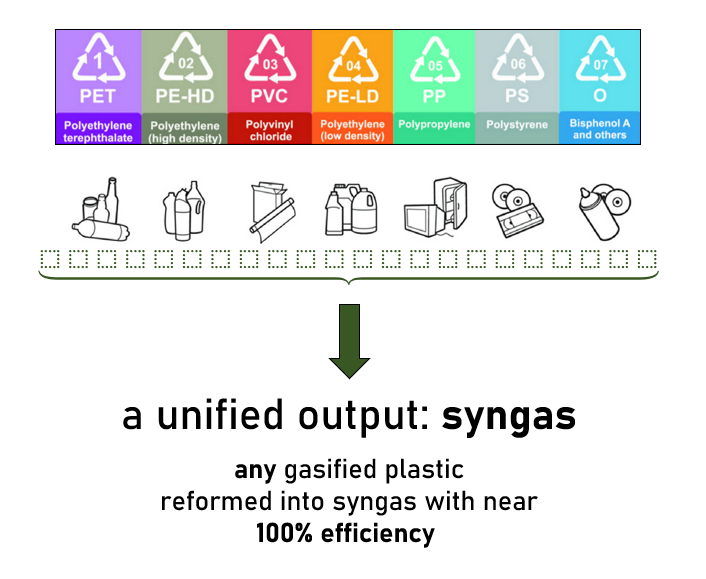 1 02 03 04 05 06 07
PET PE-HD PVC PE-LD PP PS O
Polyethylene terephthalate
Polyethylene (high density)
Polyvinyl chloride
Polyethylene (low density)
Polypropylene
Polystyrene
Bisphenol A and others
a unified output: syngas
any gasified plastic
reformed into syngas with near
100% efficiency